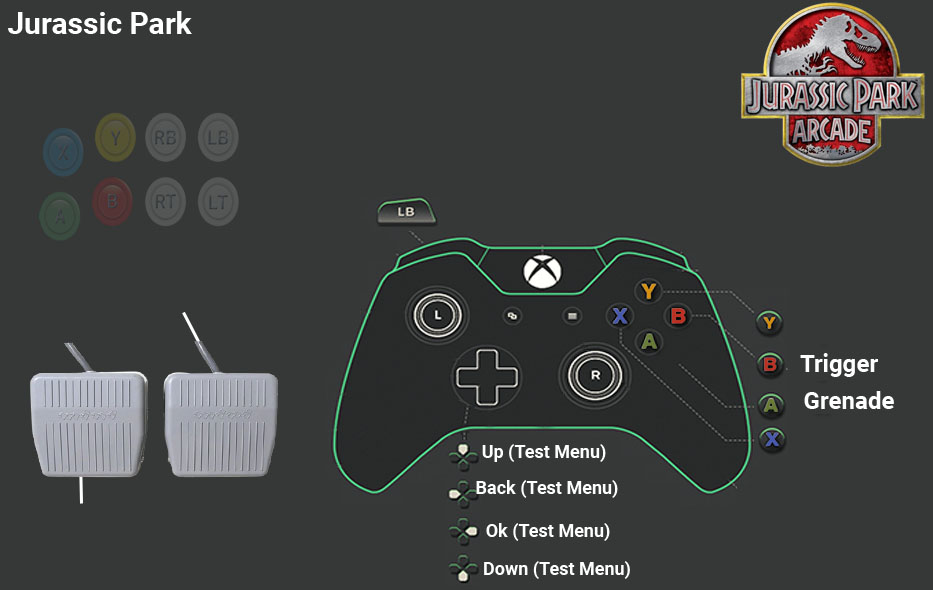 Jurassic Park
JURASSIC PARK
ARCADE
X Y RB LB
A B RT LT
LB
Y
L X B
A
R
Y
B Trigger
A Grenade
X
Up (Test Menu)
Back (Test Menu)
Ok (Test Menu)
Down (Test Menu)